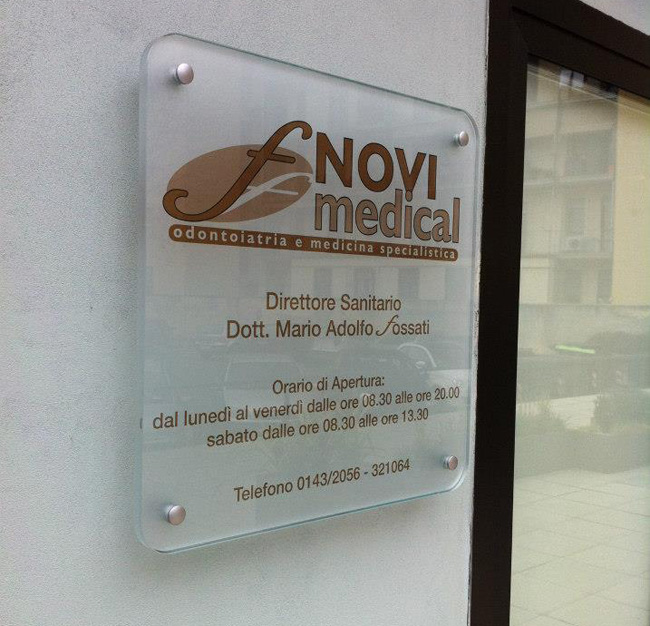 NOVI
medical
odontoiatria e medicina specialistica
Direttore Sanitario
Dott. Mario Adolfo fossati
Orario di Apertura:
dal lunedì al venerdì dalle ore 08.30 alle ore 20.00
sabato dalle ore 08.30 alle ore 13.30
Telefono 0143/2056 - 321064